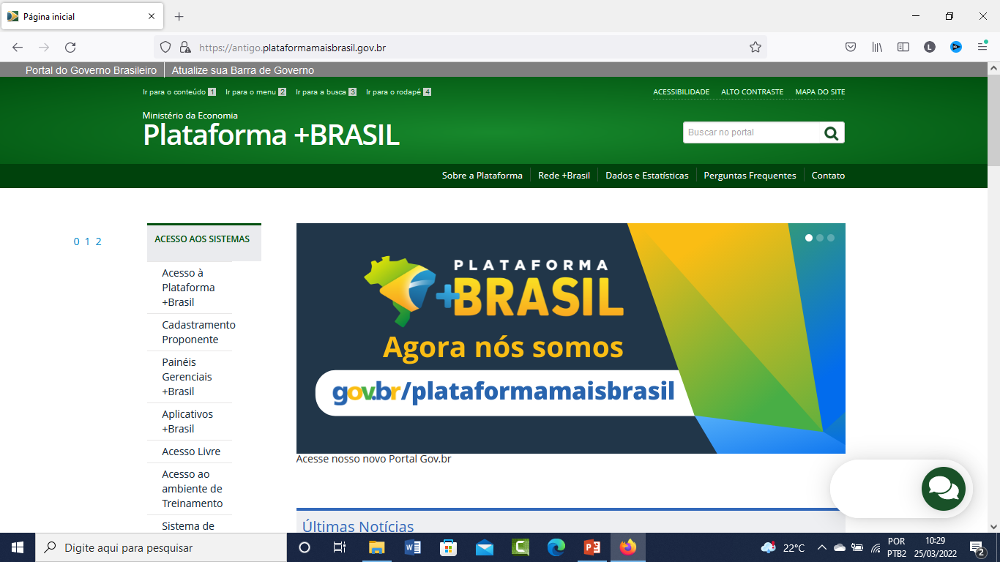 Página inicial
https://antigo.plataformamaisbrasil.gov.br
L
Portal do Governo Brasileiro Atualize sua Barra de Governo
Ir para o conteúdo 1 Ir para o menu 2 Ir para a busca 3 Ir para o rodapé 4
ACESSIBILIDADE ALTO CONTRASTE MAPA DO SITE
Ministério da Economia
Plataforma +BRASIL
Buscar no portal
Sobre a Plataforma Rede +Brasil Dados e Estatísticas Perguntas Frequentes Contato
0 1 2
ACESSO AOS SISTEMAS
Acesso à
Plataforma
+Brasil
Cadastramento
Proponente
Painéis
Gerenciais
+Brasil
Aplicativos
+Brasil
Acesso Livre
Acesso ao
ambiente de
Treinamento
Sistema de
PLATAFORMA
+BRASIL
Agora nós somos
gov.br/plataformamaisbrasil
Acesse nosso novo Portal Gov.br
Últimas Notícias
Digite aqui para pesquisar
22°C
POR
PTB2
10:29
25/03/2022
2